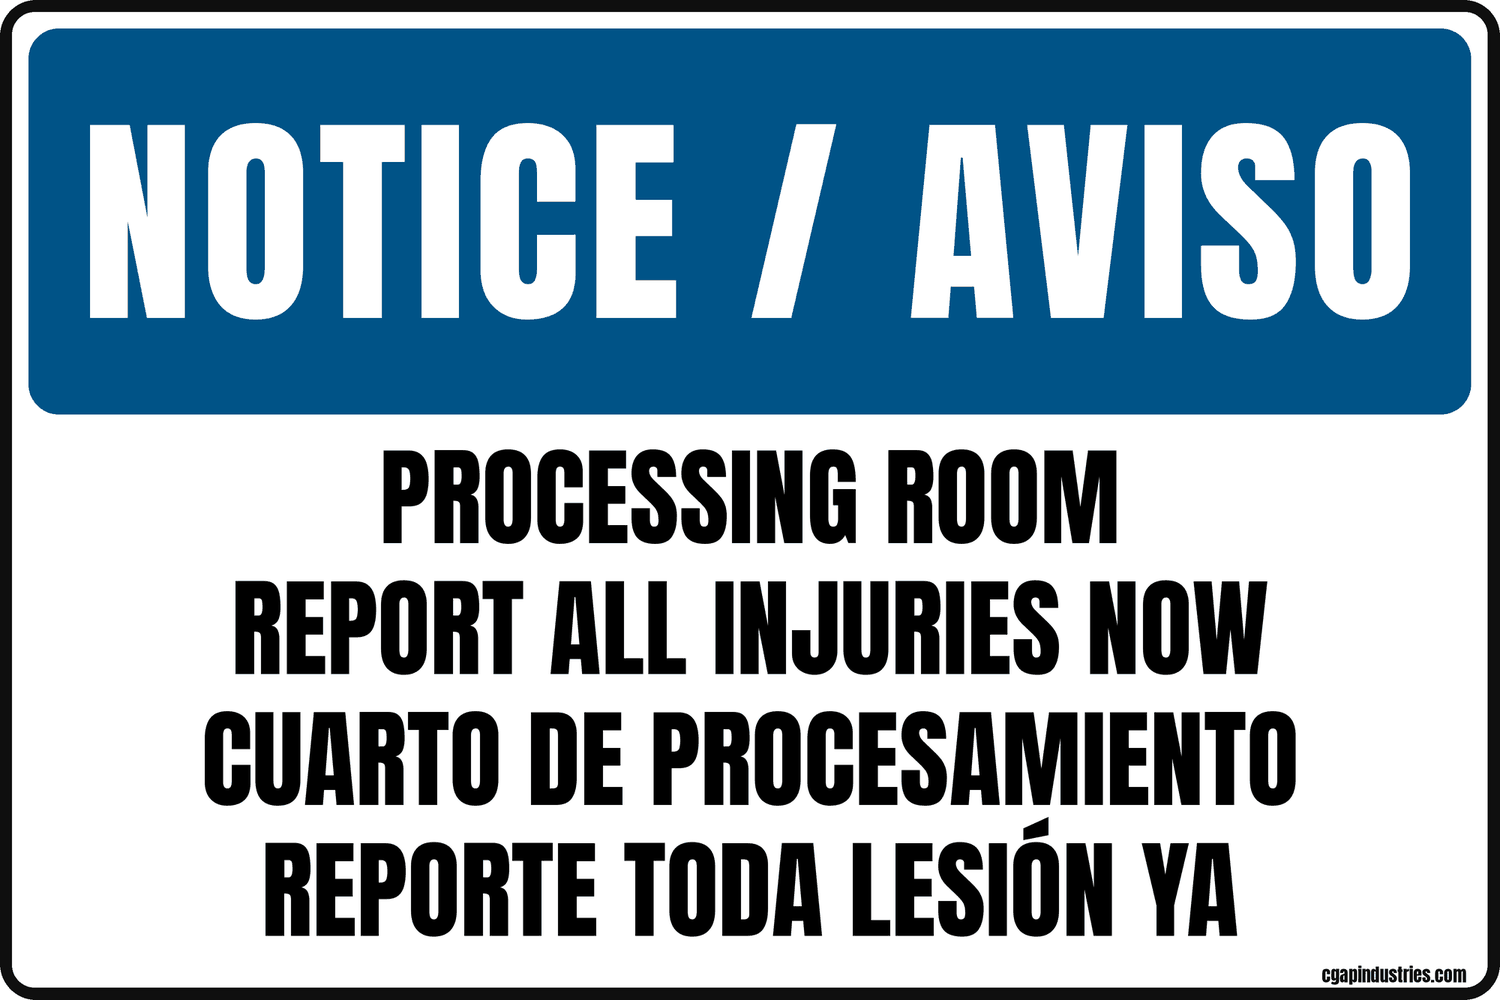 NOTICE / AVISO
PROCESSING ROOM
REPORT ALL INJURIES NOW
CUARTO DE PROCESAMIENTO
REPORTE TODA LESIÓN YA
cgapindustries.com